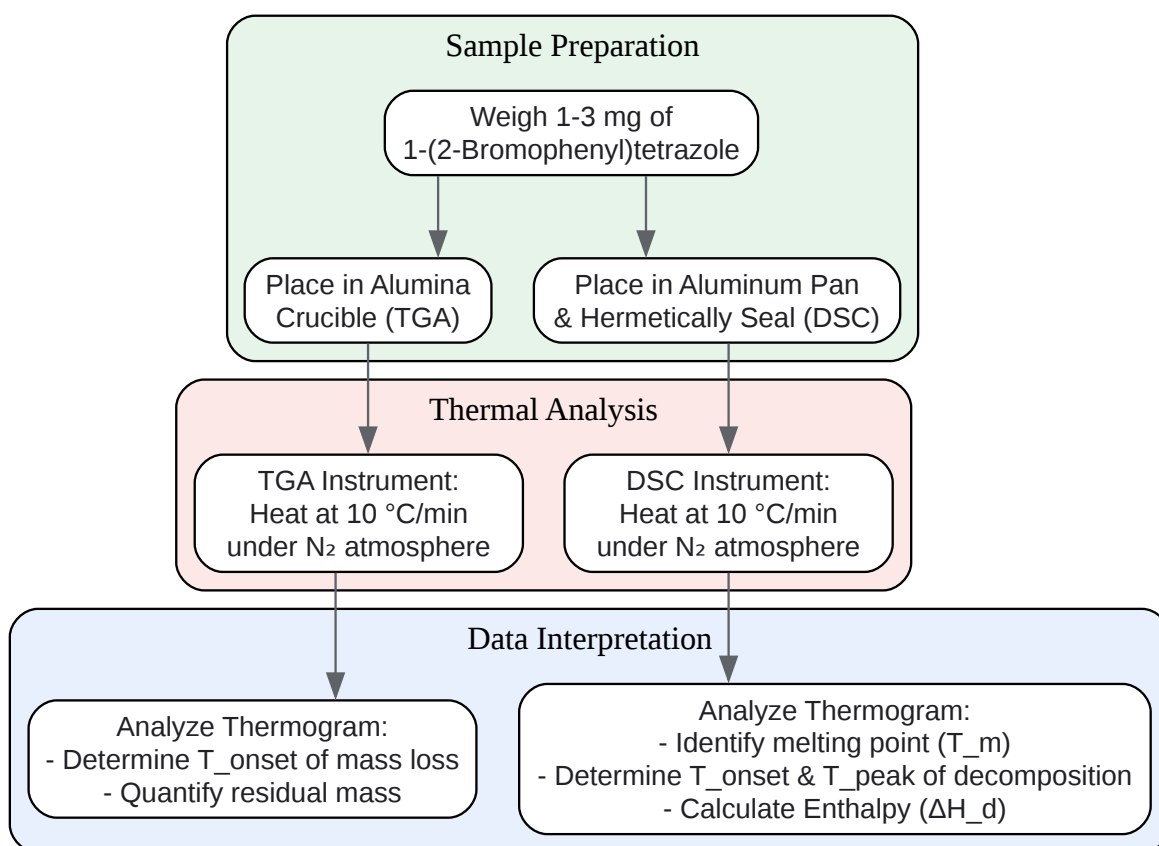 Sample Preparation
Weigh 1-3 mg of
1-(2-Bromophenyl)tetrazole
Place in Alumina
Crucible (TGA)
Place in Aluminum Pan
& Hermetically Seal (DSC)
Thermal Analysis
TGA Instrument:
Heat at 10 °C/min
under N₂ atmosphere
DSC Instrument:
Heat at 10 °C/min
under N₂ atmosphere
Data Interpretation
Analyze Thermogram:
- Determine T_onset of mass loss
- Quantify residual mass
Analyze Thermogram:
- Identify melting point (T_m)
- Determine T_onset & T_peak of decomposition
- Calculate Enthalpy (ΔH_d)